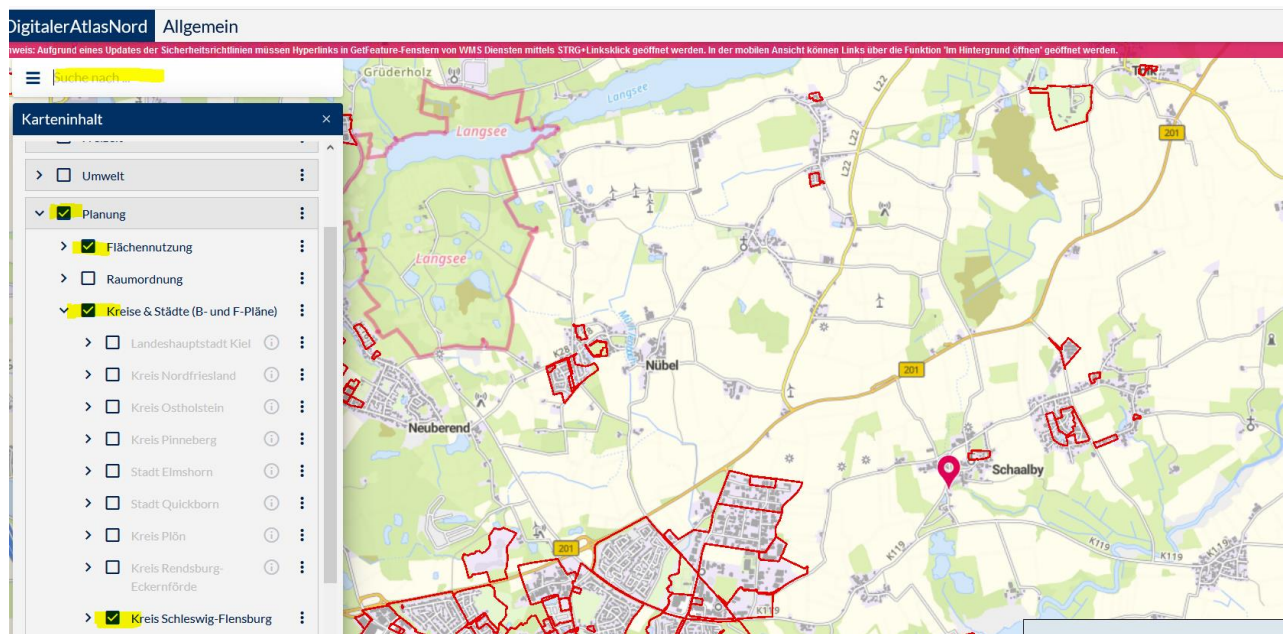 DigitalerAtlasNord Allgemein
nweis: Aufgrund eines Updates der Sicherheitsrichtlinien müssen Hyperlinks in GetFeature-Fenstern von WMS Diensten mittels STRG+Linksklick geöffnet werden. In der mobilen Ansicht können Links über die Funktion 'Im Hintergrund öffnen' geöffnet werden.
Suche nach ...
Karteninhalt
Umwelt
Planung
Flächennutzung
Raumordnung
Kreise & Städte (B- und F-Pläne)
Landeshauptstadt Kiel
Kreis Nordfriesland
Kreis Ostholstein
Kreis Pinneberg
Stadt Elmshorn
Stadt Quickborn
Kreis Plön
Kreis Rendsburg-
Eckernförde
Kreis Schleswig-Flensburg
Grüderholz
Langsee
Langsee
L22
Tolk
201
L22
Langsee
K28
Nübel
201
Neuberend
Schaalby
201
K119
K119
K119
K119